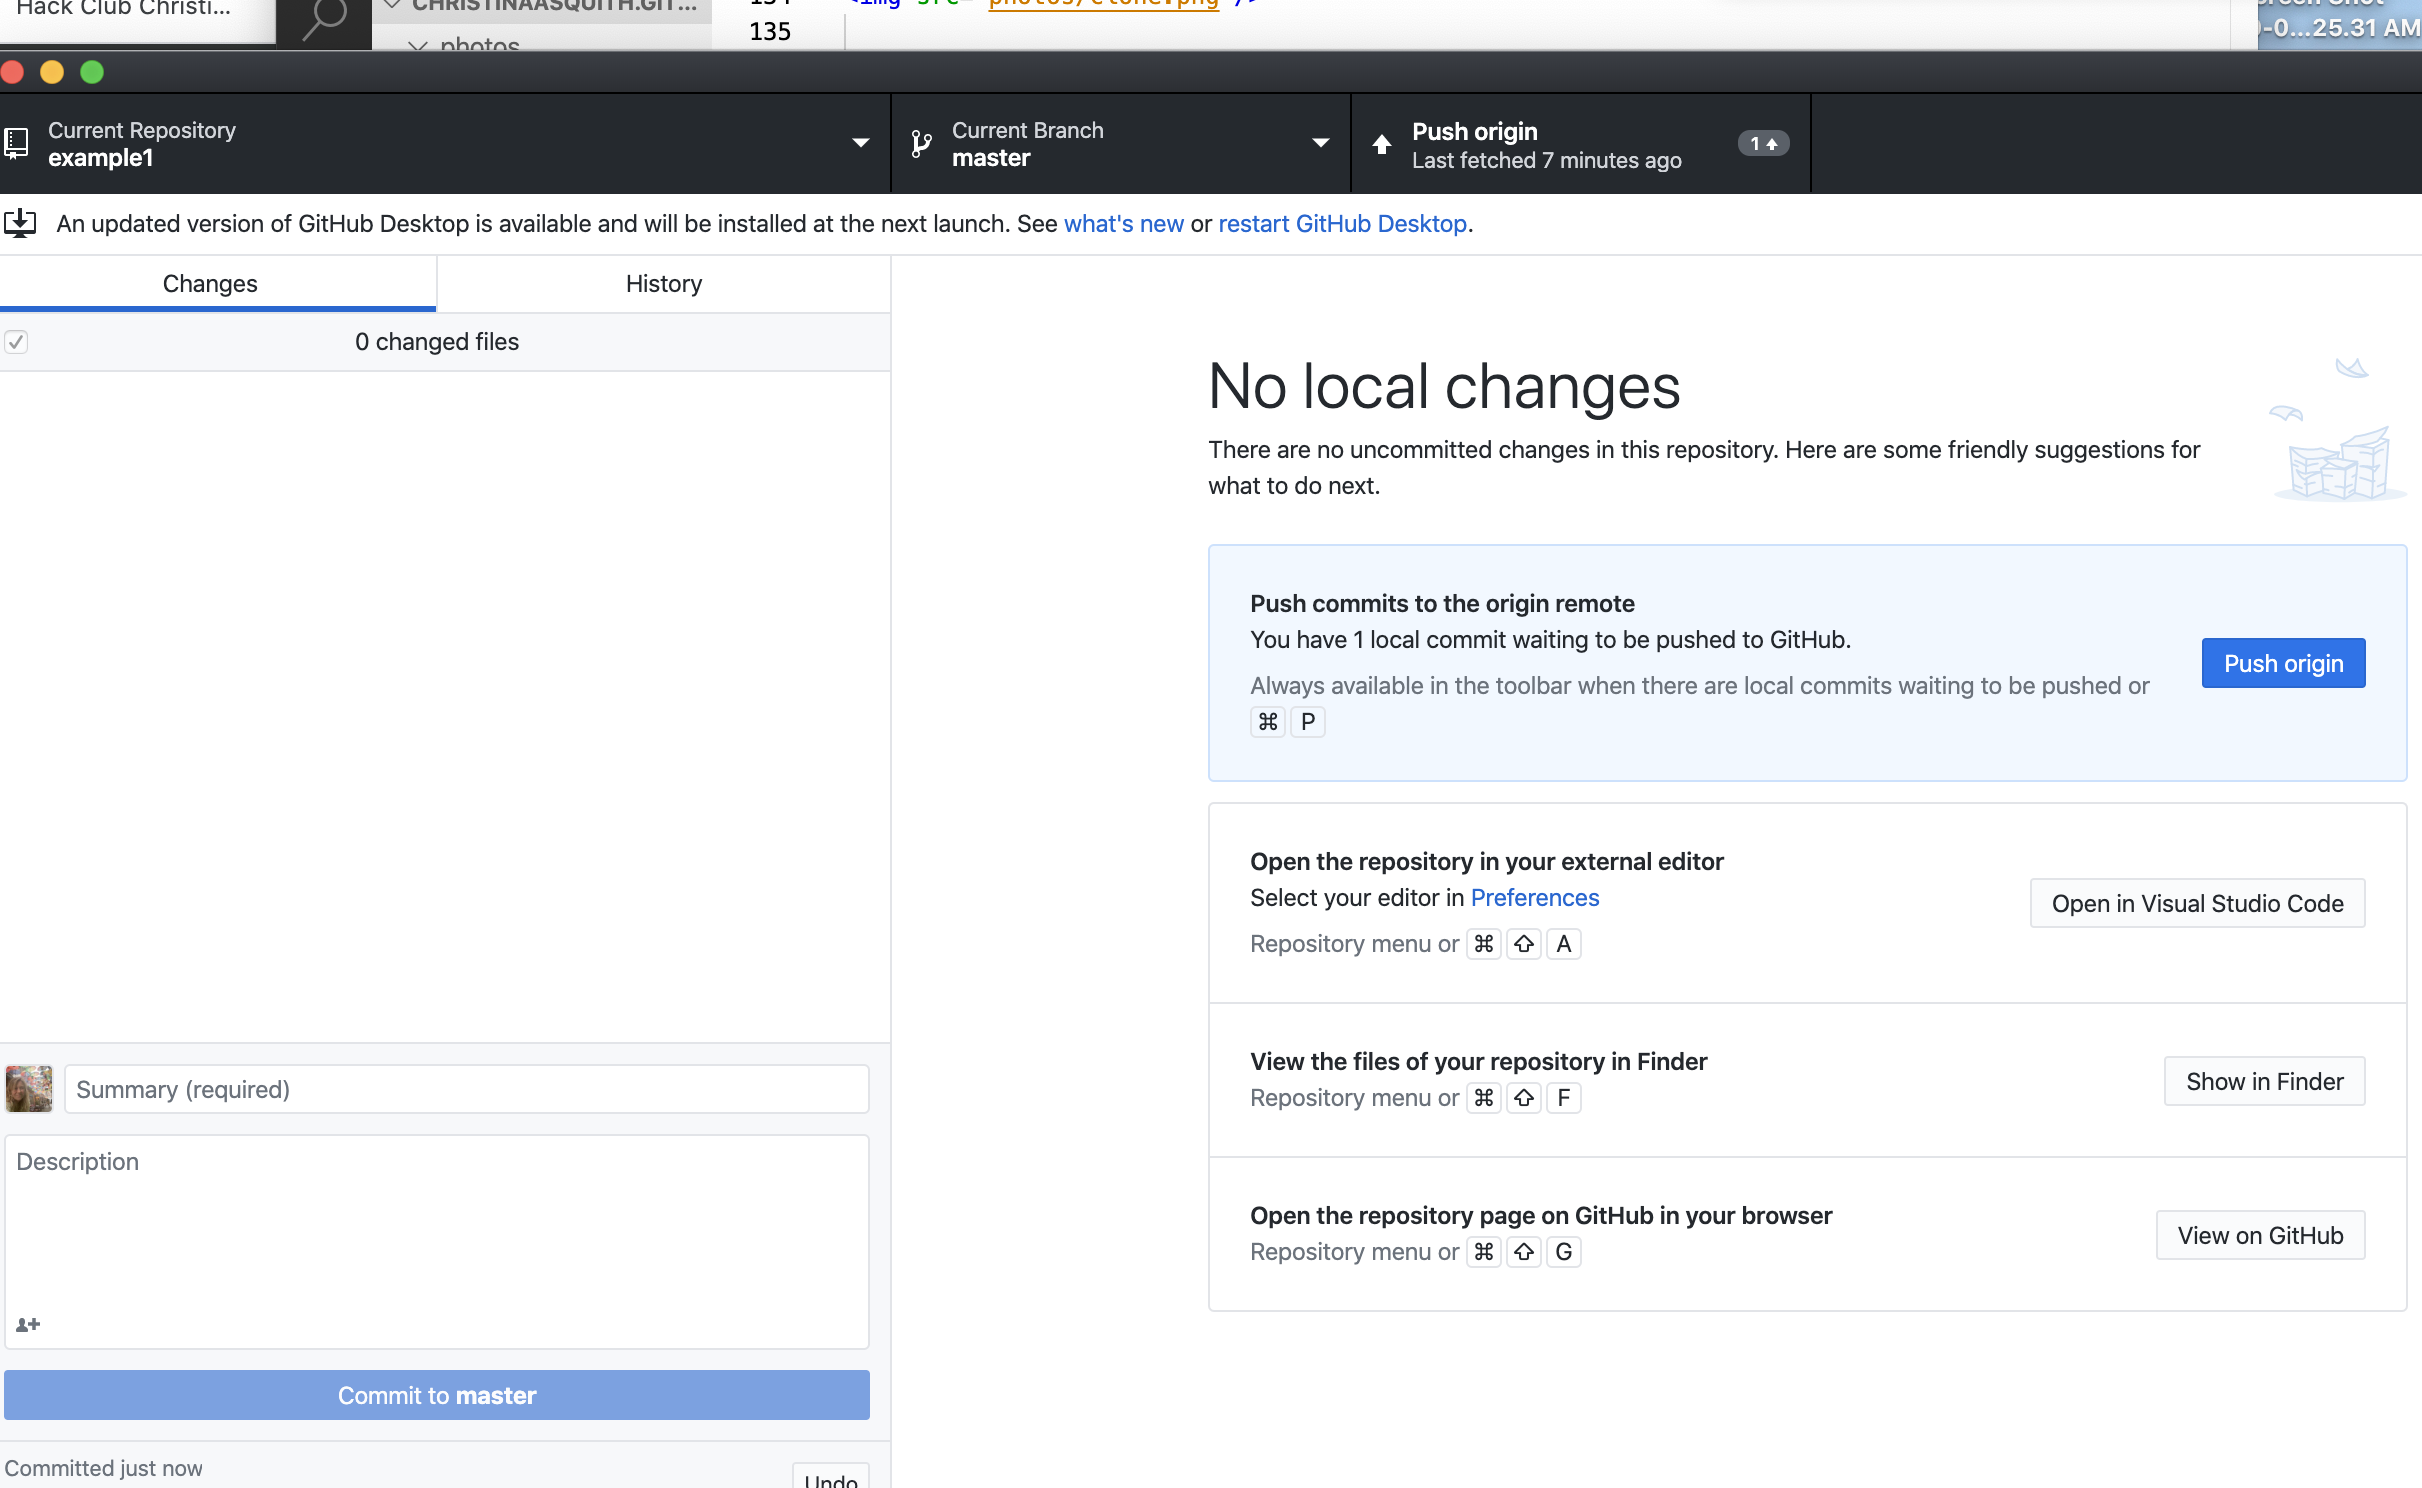 Hack Club Christi...
CHRISTINAASQUITH.GIT...
photos
134
<img src="photos/clone.png"/>
135
-0...25.31 AM
Current Repository
example1
Current Branch
master
Push origin
Last fetched 7 minutes ago
1
An updated version of GitHub Desktop is available and will be installed at the next launch. See what's new or restart GitHub Desktop.
Changes
History
0 changed files
No local changes
There are no uncommitted changes in this repository. Here are some friendly suggestions for
what to do next.
Push commits to the origin remote
You have 1 local commit waiting to be pushed to GitHub.
Always available in the toolbar when there are local commits waiting to be pushed or
⌘ P
Push origin
Open the repository in your external editor
Select your editor in Preferences
Repository menu or ⌘ ⇧ A
Open in Visual Studio Code
View the files of your repository in Finder
Repository menu or ⌘ ⇧ F
Show in Finder
Open the repository page on GitHub in your browser
Repository menu or ⌘ ⇧ G
View on GitHub
Summary (required)
Description
Commit to master
Committed just now
Undo